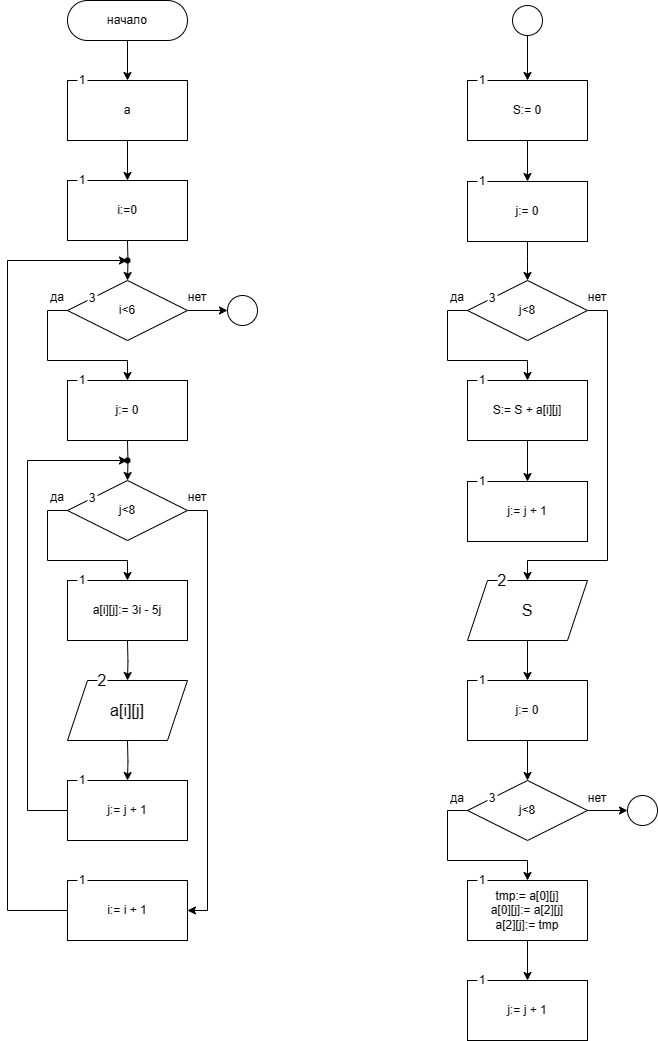 начало
1
a
1
i:=0
да
3
i<6
нет
1
j:= 0
да
3
j<8
нет
1
a[i][j]:= 3i - 5j
2
a[i][j]
1
j:= j + 1
1
i:= i + 1
1
S:= 0
1
j:= 0
да
3
j<8
нет
1
S:= S + a[i][j]
1
j:= j + 1
2
S
1
j:= 0
да
3
j<8
нет
1
tmp:= a[0][j]
a[0][j]:= a[2][j]
a[2][j]:= tmp
1
j:= j + 1